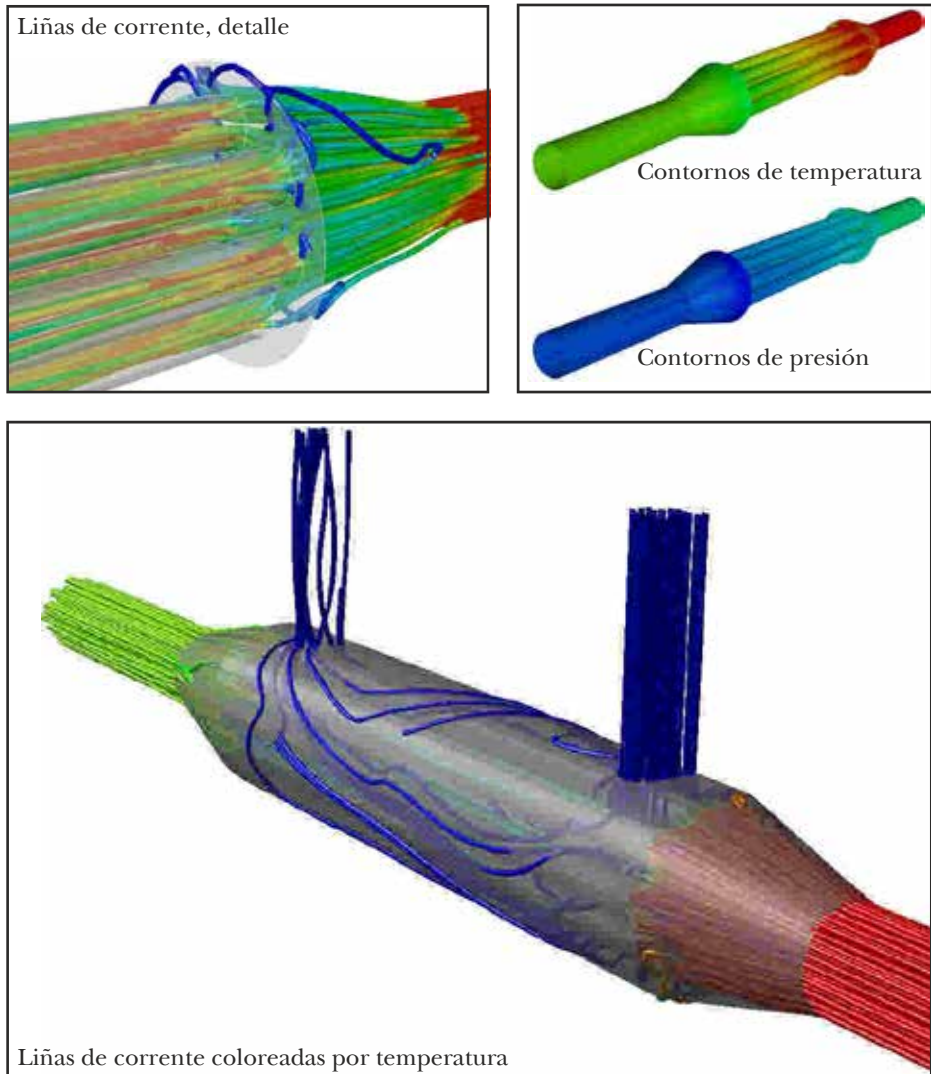 Liñas de corrente, detalle
Contornos de temperatura
Contornos de presión
Liñas de corrente coloreadas por temperatura